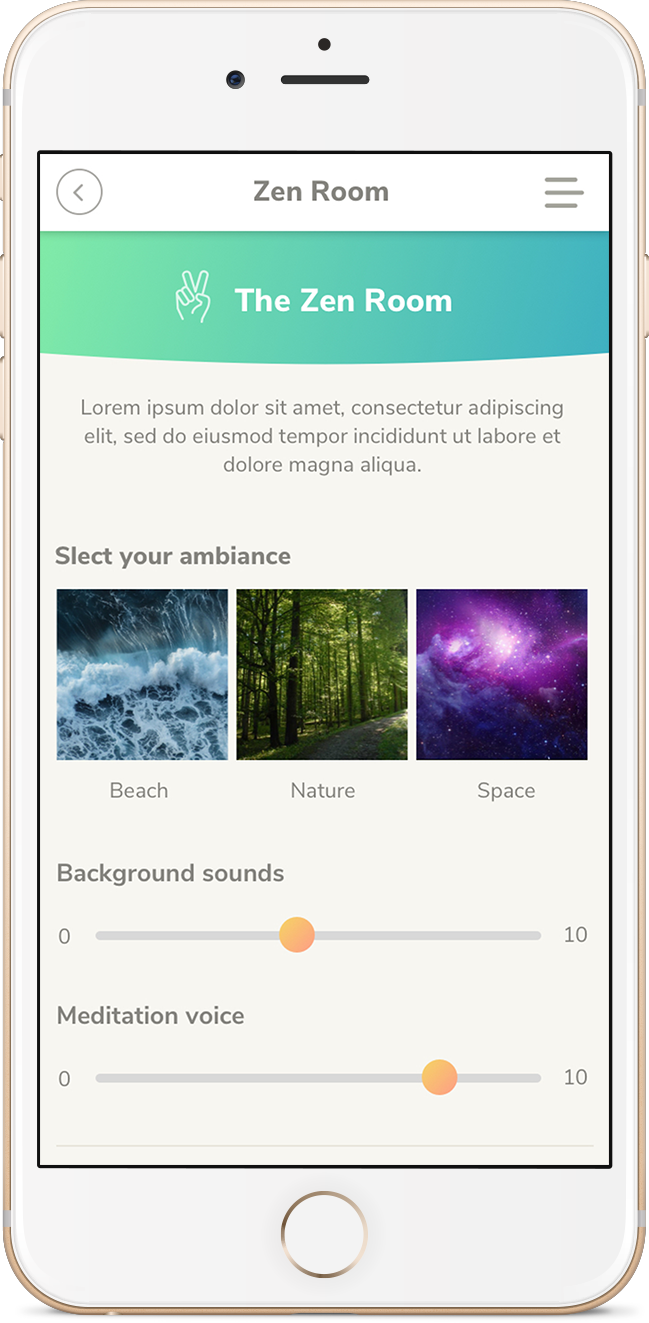 Zen Room
The Zen Room
Lorem ipsum dolor sit amet, consectetur adipiscing
elit, sed do eiusmod tempor incididunt ut labore et
dolore magna aliqua.
Slect your ambiance
Beach Nature Space
Background sounds
0 10
Meditation voice
0 10